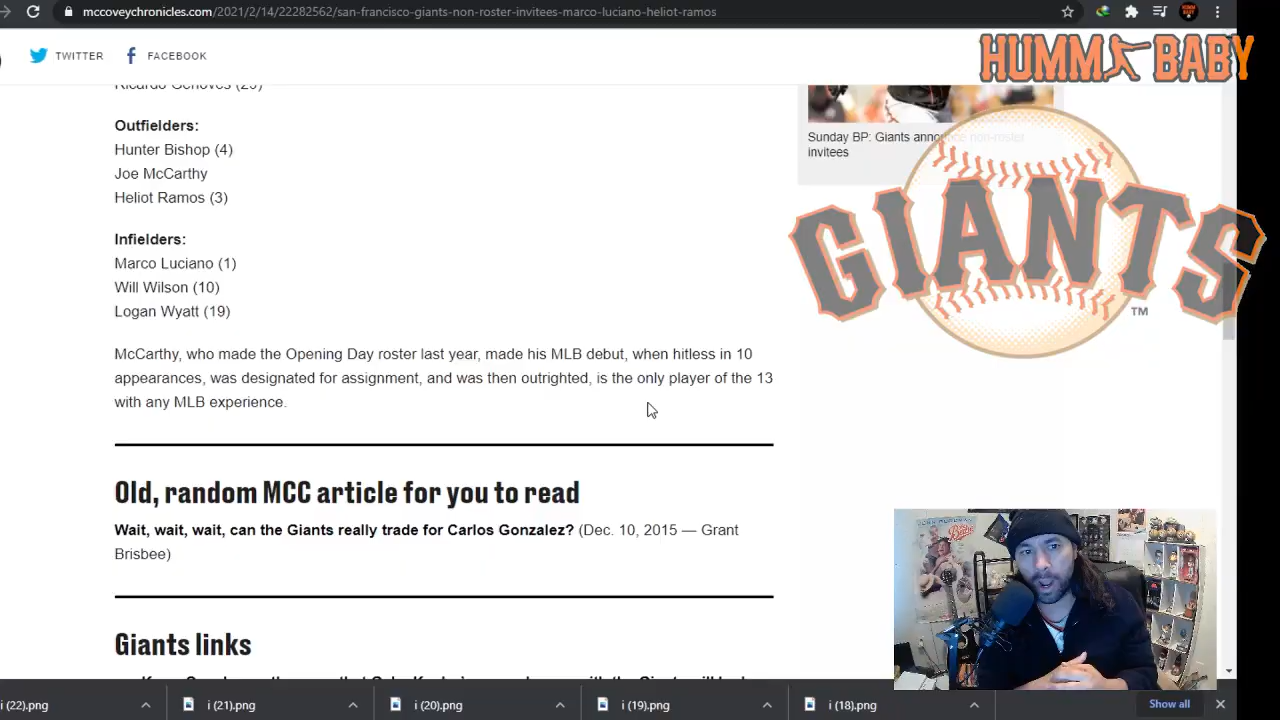 mccoveychronicles.com/2021/2/14/22282562/san-francisco-giants-non-roster-invitees-marco-luciano-heliot-ramos
HUMM BABY
TWITTER FACEBOOK
Outfielders:
Hunter Bishop (4)
Joe McCarthy
Heliot Ramos (3)
Infielders:
Marco Luciano (1)
Will Wilson (10)
Logan Wyatt (19)
McCarthy, who made the Opening Day roster last year, made his MLB debut, when hitless in 10
appearances, was designated for assignment, and was then outrighted, is the only player of the 13
with any MLB experience.
Sunday BP: Giants announce non-roster
invitees
GIANTS
TM
Old, random MCC article for you to read
Wait, wait, wait, can the Giants really trade for Carlos Gonzalez? (Dec. 10, 2015 — Grant
Brisbee)
Giants links
i (22).png
i (21).png
i (20).png
i (19).png
i (18).png
Show all